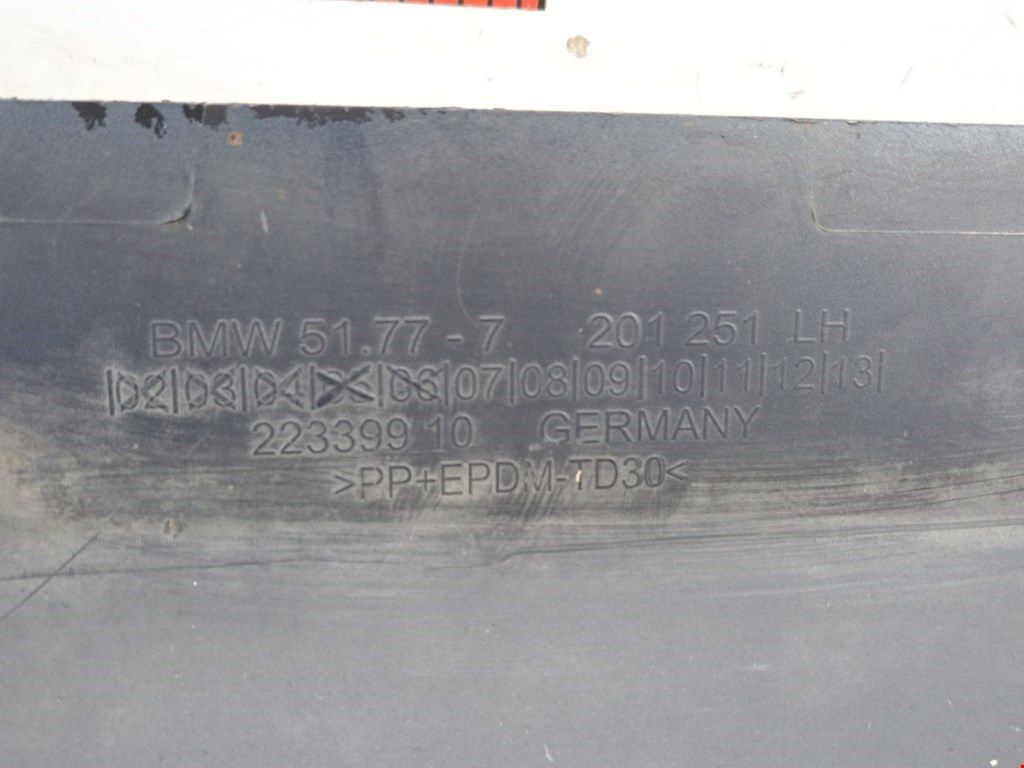 BMW 51.77 - 7 201 251 LH
|02|03|04|05|06|07|08|09|10|11|12|13|
223399 10 GERMANY
>PP+EPDM-TD30<